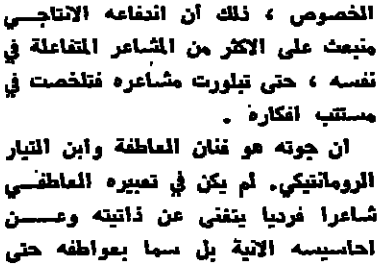 الخصوص ، ذلك أن اندفاعه الانتاجي
منبعث على الاكثر من المشاعر المتفاعلة في
نفسه ، حتى تبلورت مشاعره فتلخصت في
مستتب افكاره .
ان جوته هو فنان العاطفة وابن التيار
الرومانتيكي. لم يكن في تعبيره العاطفي
شاعرا فرديا يتغنى عن ذاتيته وعن
احاسيسه الانية بل سما بعواطفه حتى